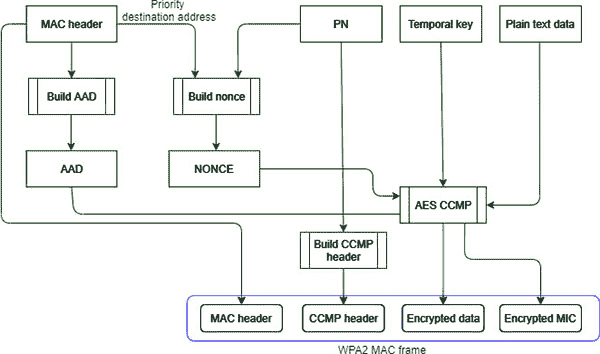 Priority
destination address
MAC header
PN
Temporal key
Plain text data
Build AAD
Build nonce
AAD
NONCE
AES CCMP
Build CCMP
header
MAC header
CCMP header
Encrypted data
Encrypted MIC
WPA2 MAC frame